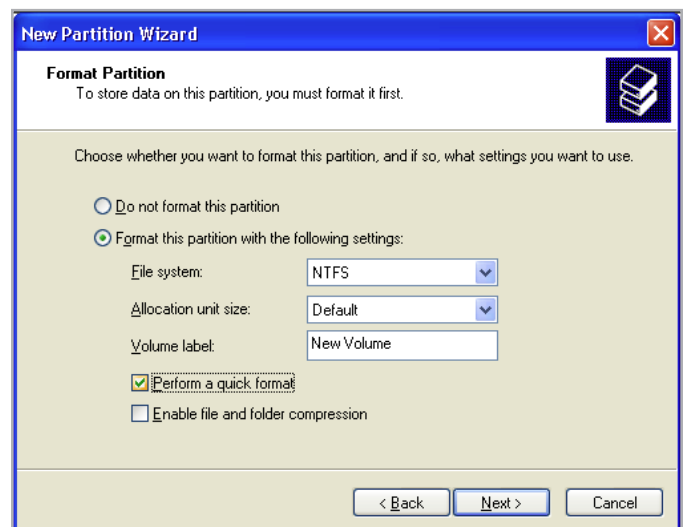 New Partition Wizard
Format Partition
To store data on this partition, you must format it first.
Choose whether you want to format this partition, and if so, what settings you want to use.
Do not format this partition
Format this partition with the following settings:
File system: NTFS
Allocation unit size: Default
Volume label: New Volume
Perform a quick format
Enable file and folder compression
< Back Next > Cancel